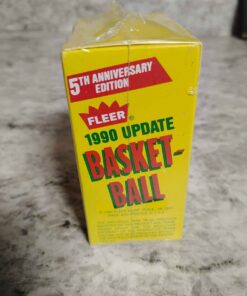 5TH ANNIVERSARY
EDITION
FLEER®
1990 UPDATE
BASKET-
BALL